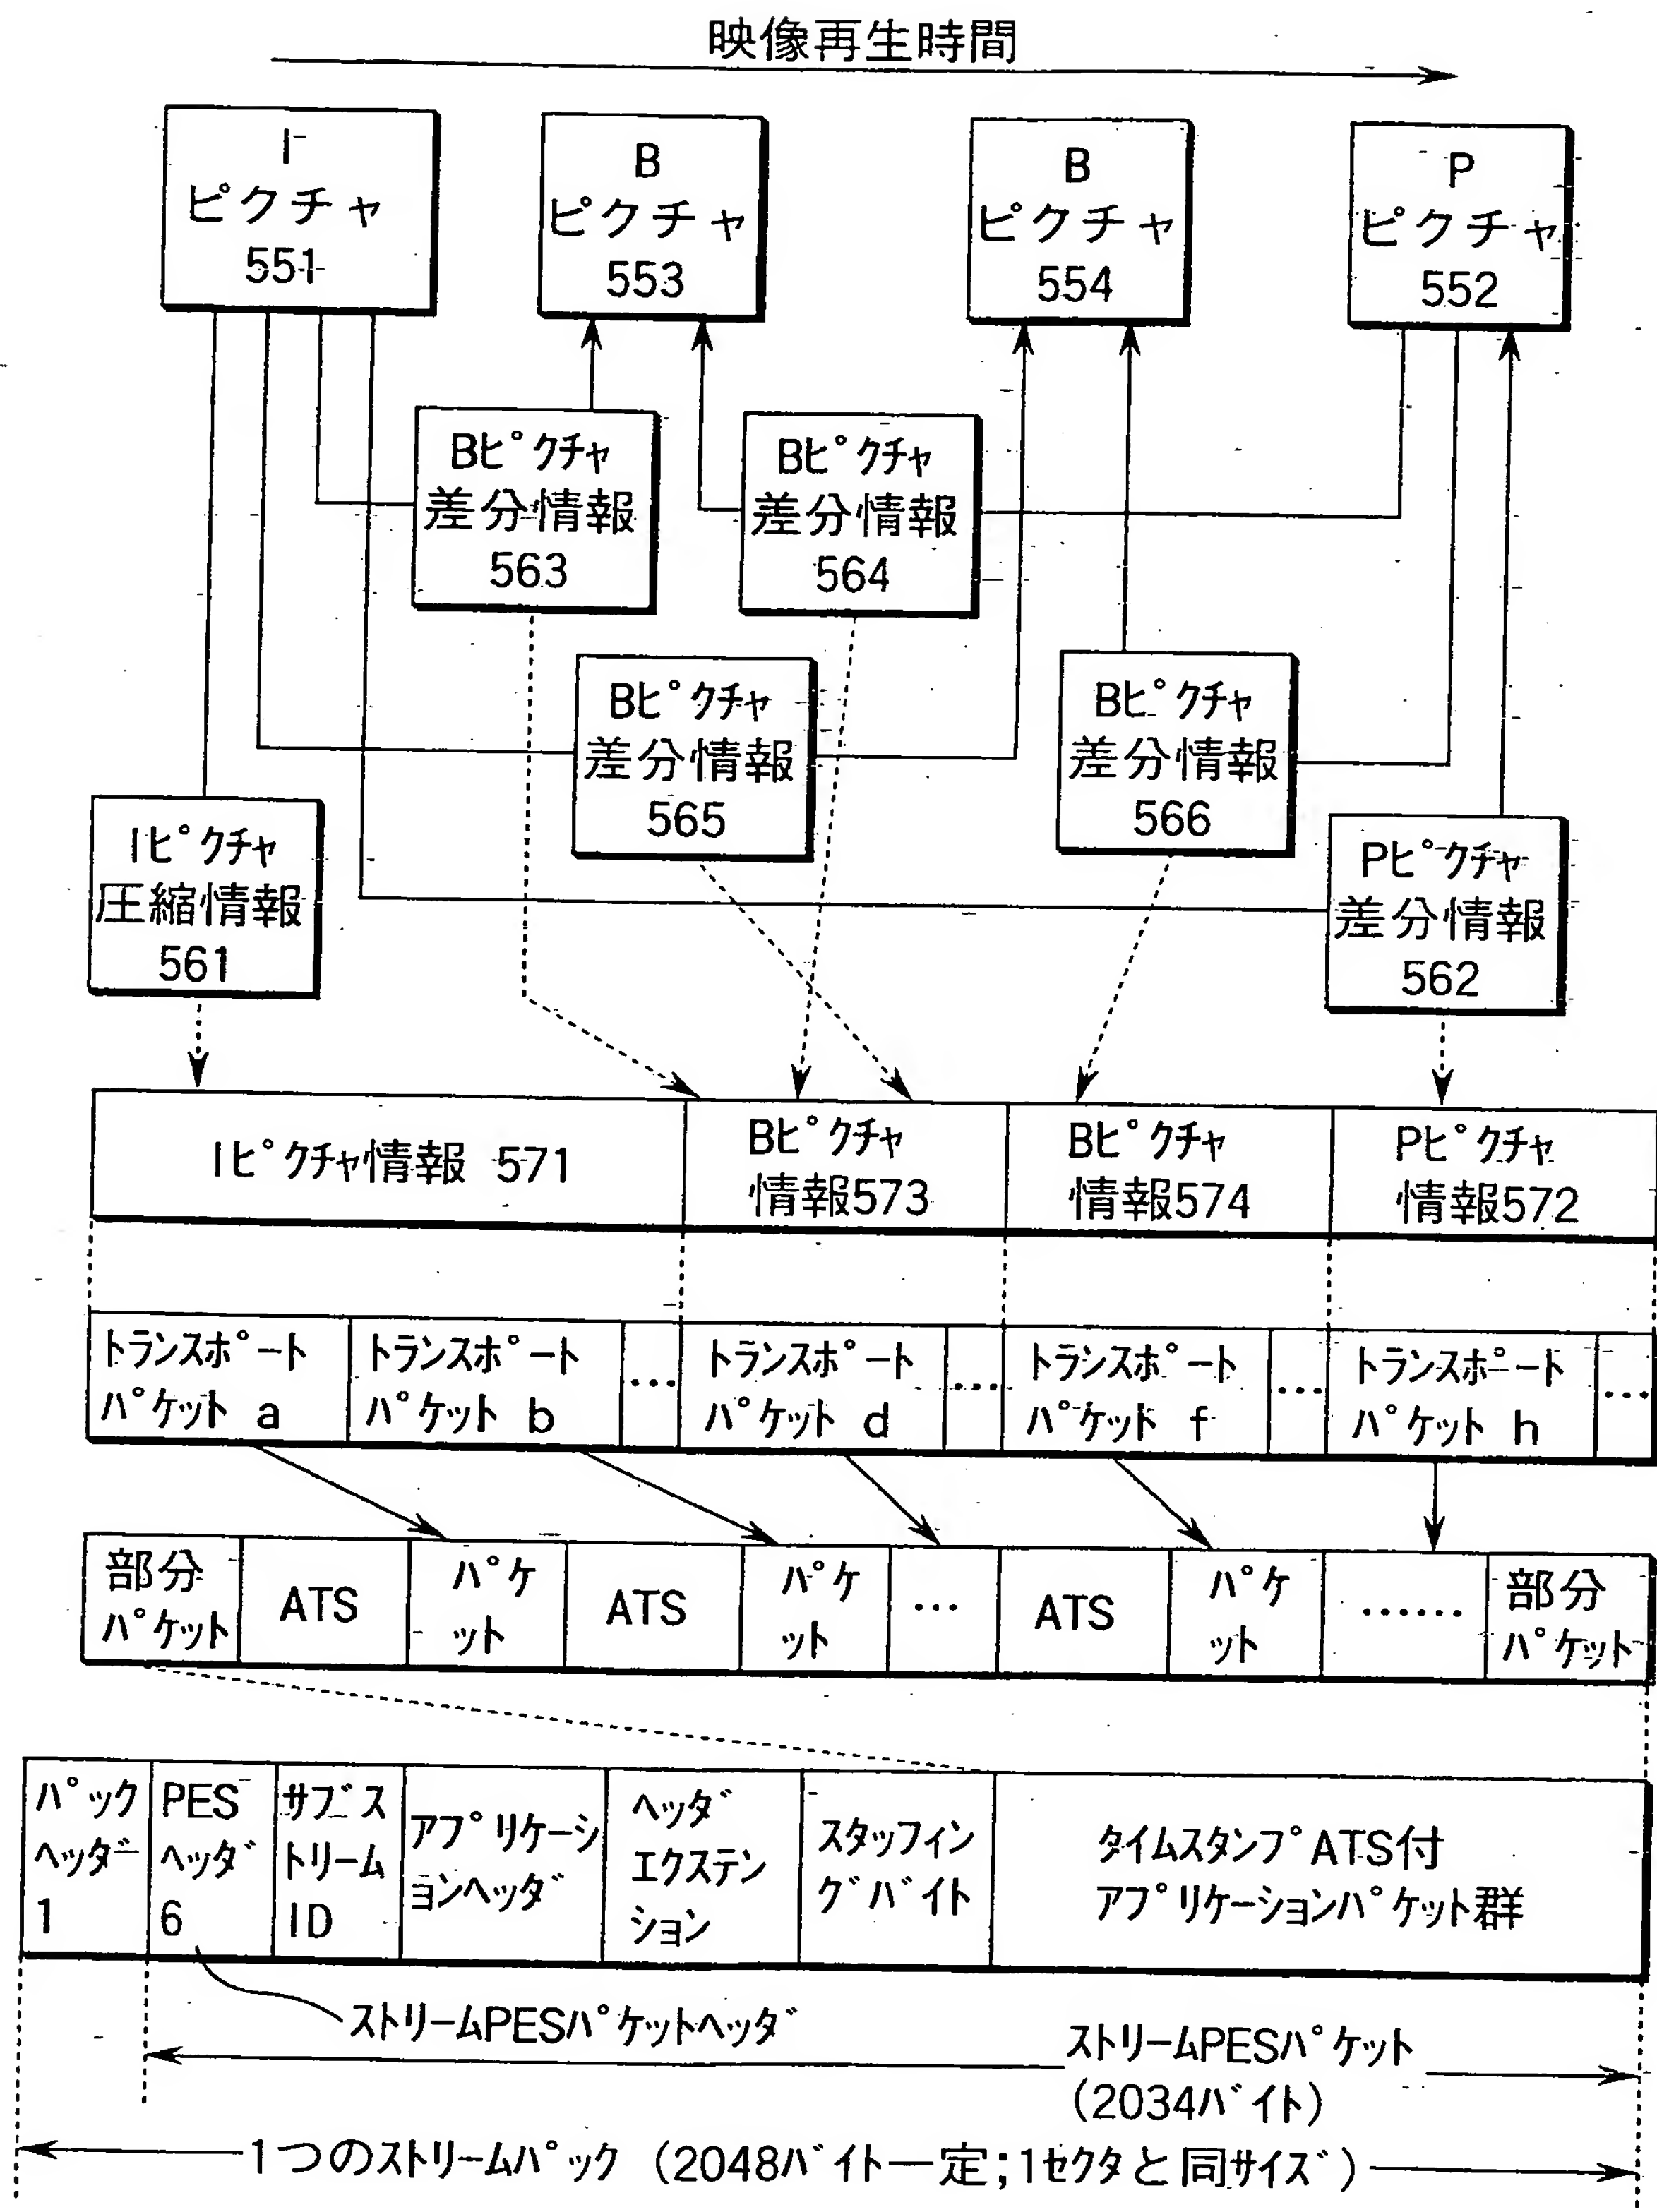 映像再生時間
I
ピクチャ
551
B
ピクチャ
553
B
ピクチャ
554
P
ピクチャ
552
Bピクチャ
差分情報
563
Bピクチャ
差分情報
564
Bピクチャ
差分情報
565
Bピクチャ
差分情報
566
Iピクチャ
圧縮情報
561
Pピクチャ
差分情報
562
Iピクチャ情報 571
Bピクチャ
情報573
Bピクチャ
情報574
Pピクチャ
情報572
トランスポート
パケット a
トランスポート
パケット b
…
トランスポート
パケット d
…
トランスポート
パケット f
…
トランスポート
パケット h
…
部分
パケット
ATS
パケ
ット
ATS
パケ
ット
…
ATS
パケ
ット
……
部分
パケット
パック
ヘッダー
1
PES
ヘッダ
6
サブス
トリーム
ID
アプリケーシ
ョンヘッダ
ヘッダ
エクステン
ション
スタッフィン
グバイト
タイムスタンプATS付
アプリケーションパケット群
ストリームPESパケットヘッダ
ストリームPESパケット
(2034バイト)
1つのストリームパック (2048バイト一定;1セクタと同サイズ)